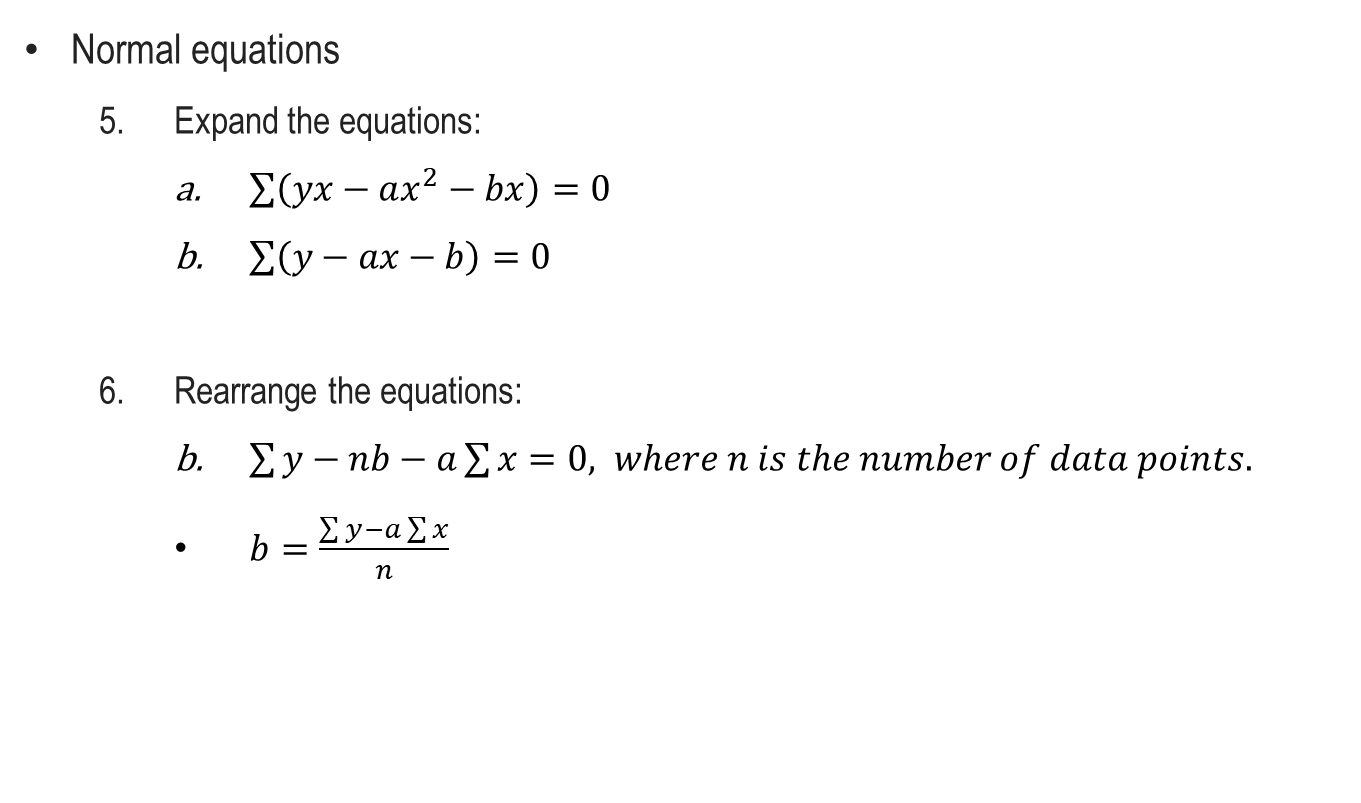 • Normal equations
5. Expand the equations:
a. ∑(yx − ax² − bx) = 0
b. ∑(y − ax − b) = 0
6. Rearrange the equations:
b. ∑y − nb − a∑x = 0, where n is the number of data points.
• b = (∑y−a∑x)/n